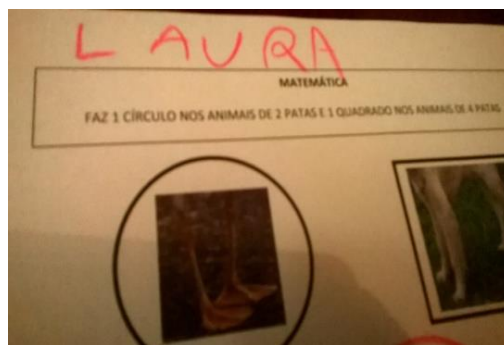 LAURA
MATEMÁTICA
FAZ 1 CÍRCULO NOS ANIMAIS DE 2 PATAS E 1 QUADRADO NOS ANIMAIS DE 4 PATAS